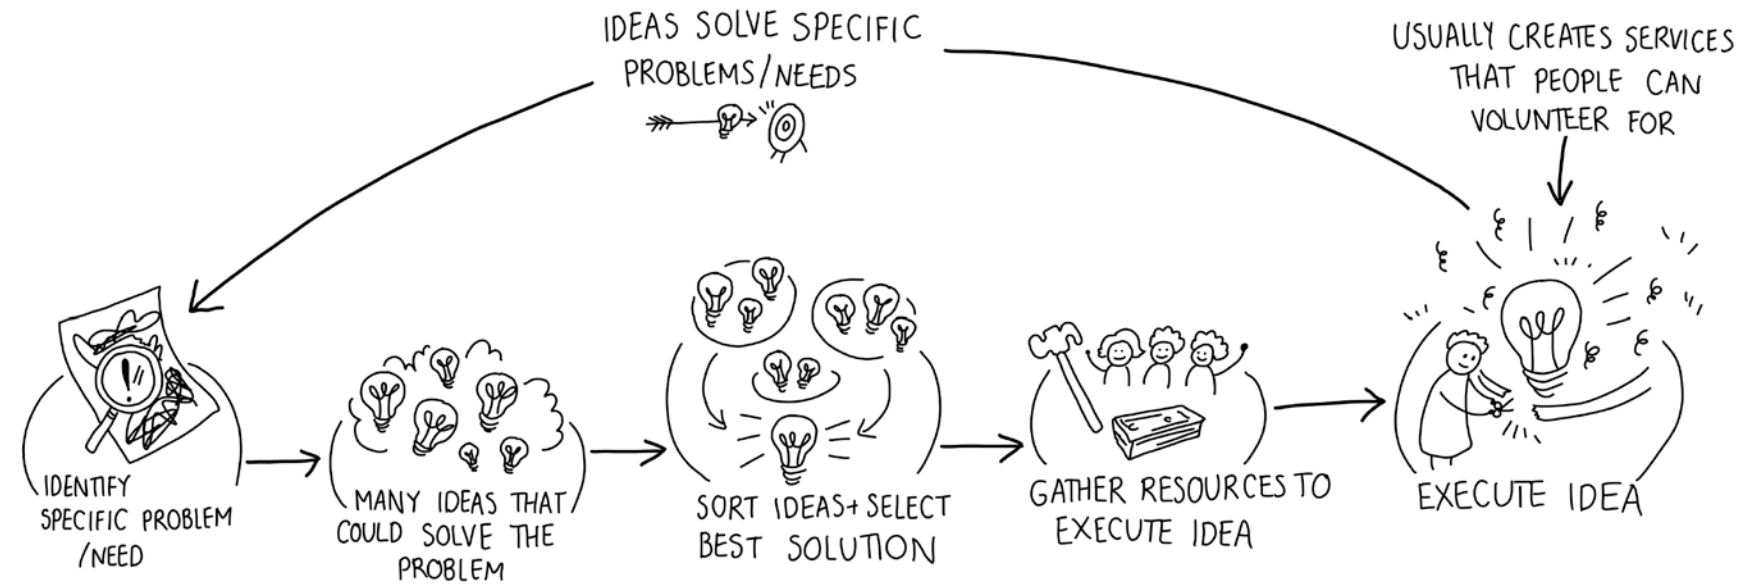 IDEAS SOLVE SPECIFIC
PROBLEMS/NEEDS
USUALLY CREATES SERVICES
THAT PEOPLE CAN
VOLUNTEER FOR
IDENTIFY
SPECIFIC PROBLEM
/NEED
MANY IDEAS THAT
COULD SOLVE THE
PROBLEM
SORT IDEAS+SELECT
BEST SOLUTION
GATHER RESOURCES TO
EXECUTE IDEA
EXECUTE IDEA